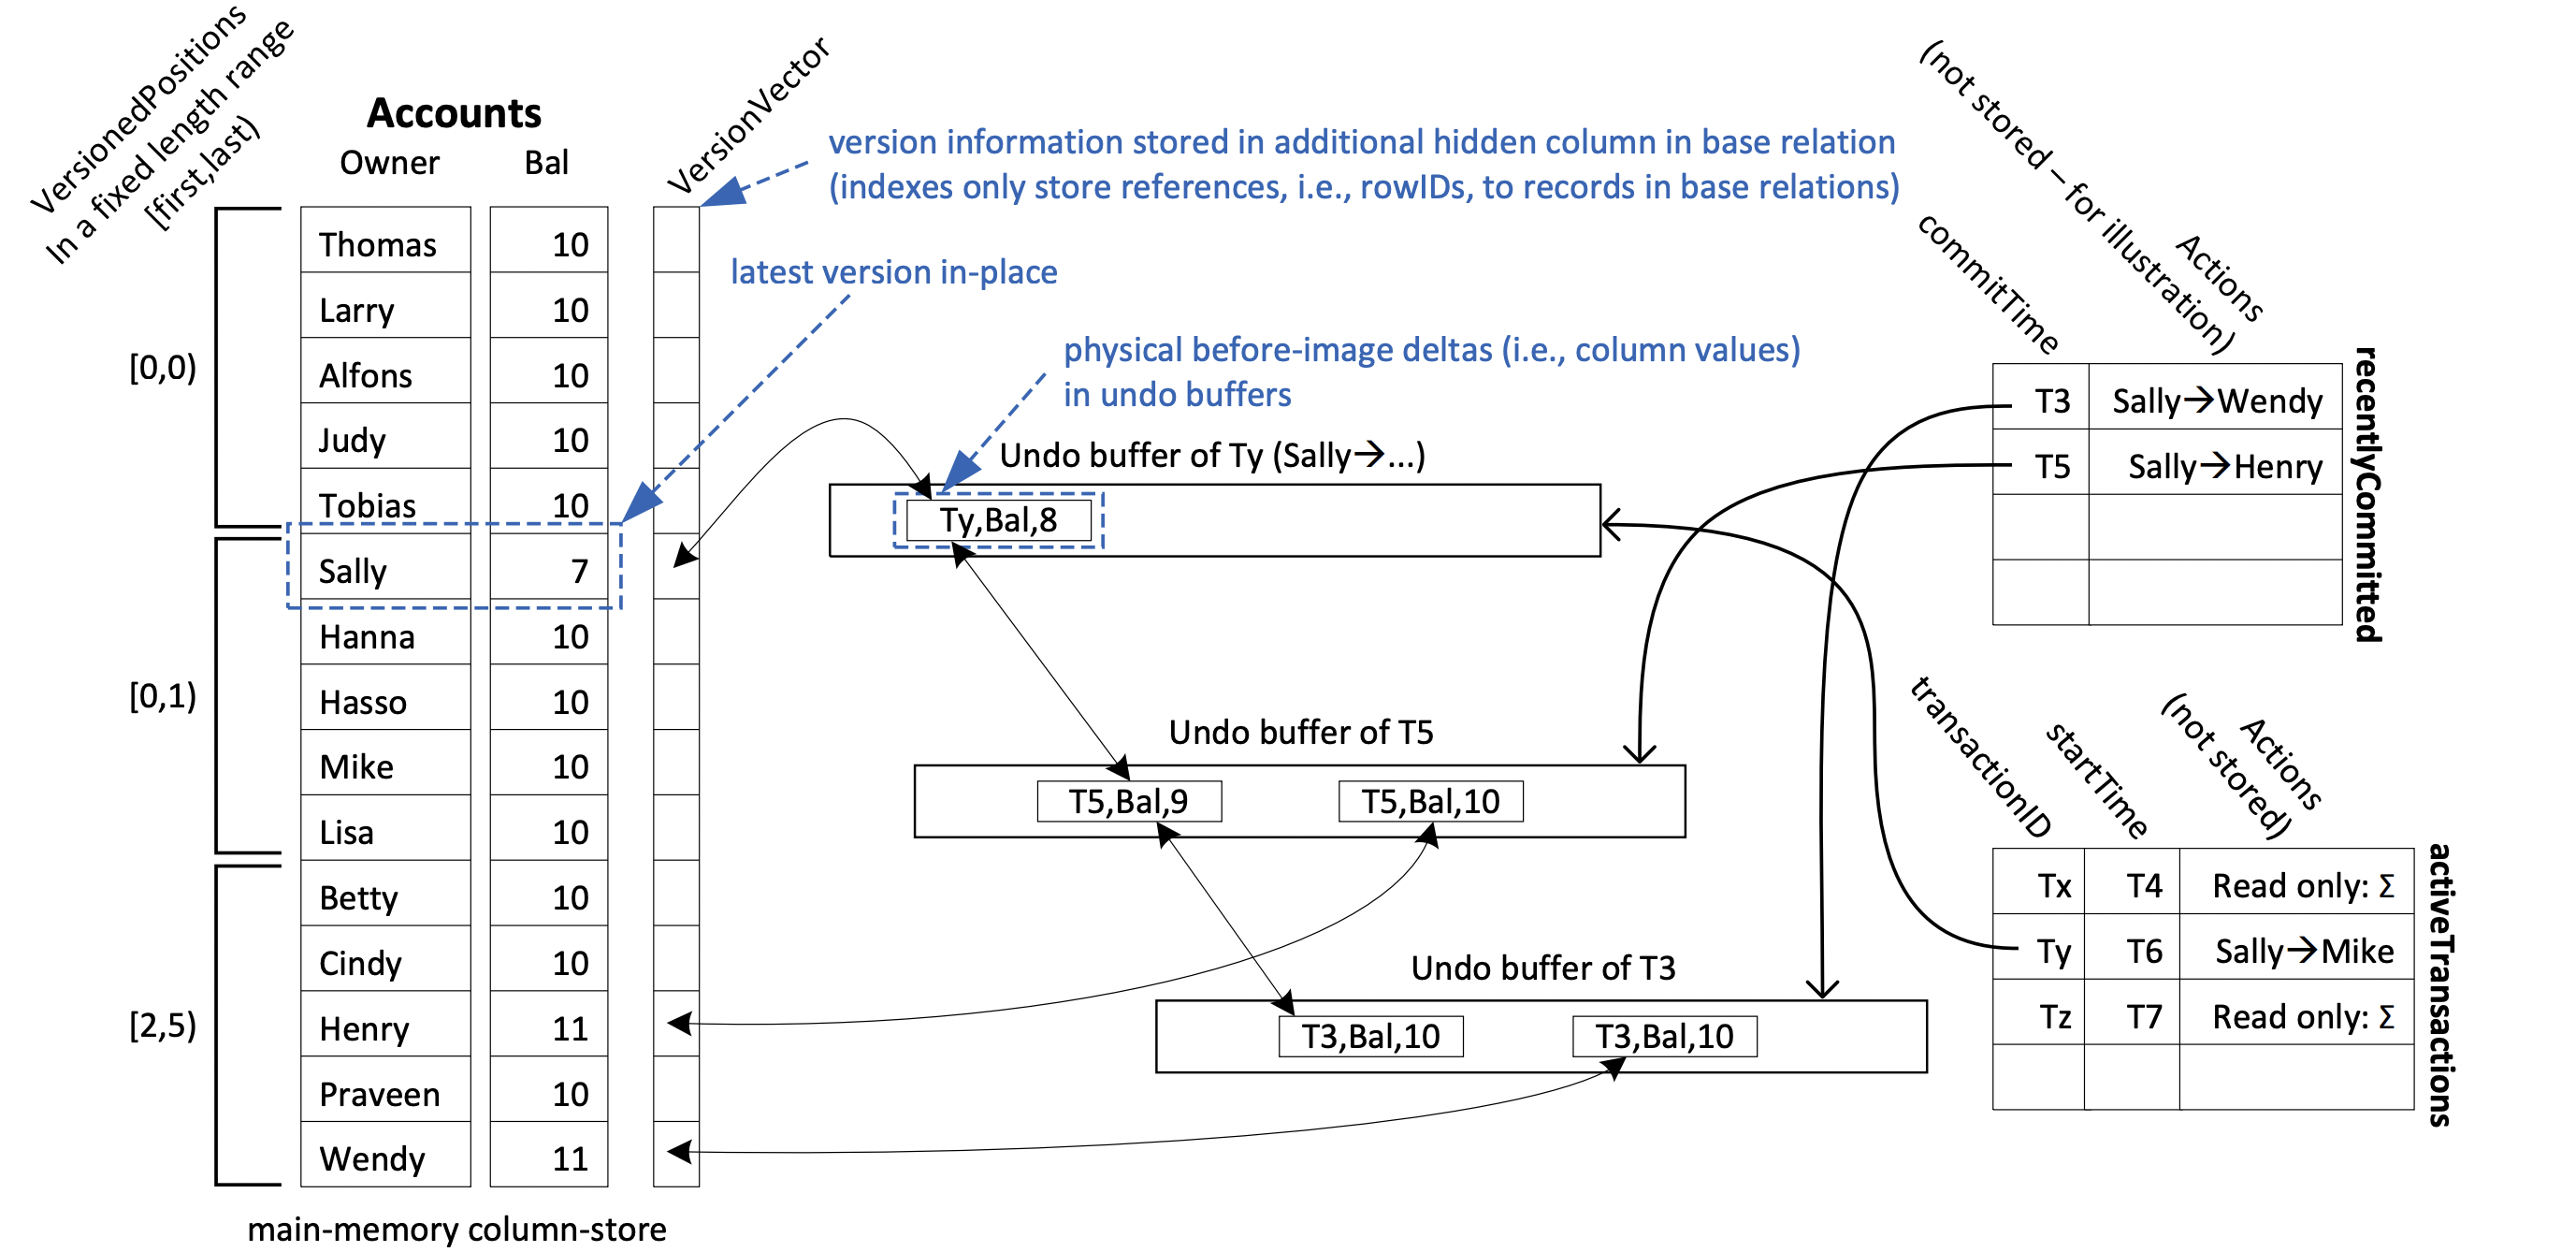 VersionedPositions
In a fixed length range
[first,last)
Accounts
Owner Bal
VersionVector
Thomas 10
Larry 10
Alfons 10
Judy 10
Tobias 10
Sally 7
Hanna 10
Hasso 10
Mike 10
Lisa 10
Betty 10
Cindy 10
Henry 11
Praveen 10
Wendy 11
[0,0)
[0,1)
[2,5)
main-memory column-store
version information stored in additional hidden column in base relation
(indexes only store references, i.e., rowIDs, to records in base relations)
latest version in-place
physical before-image deltas (i.e., column values)
in undo buffers
Undo buffer of Ty (Sally→...)
Ty,Bal,8
Undo buffer of T5
T5,Bal,9 T5,Bal,10
Undo buffer of T3
T3,Bal,10 T3,Bal,10
commitTime
Actions
(not stored – for illustration)
T3 Sally→Wendy
T5 Sally→Henry
recentlyCommitted
transactionID
startTime
Actions
(not stored)
Tx T4 Read only: Σ
Ty T6 Sally→Mike
Tz T7 Read only: Σ
activeTransactions